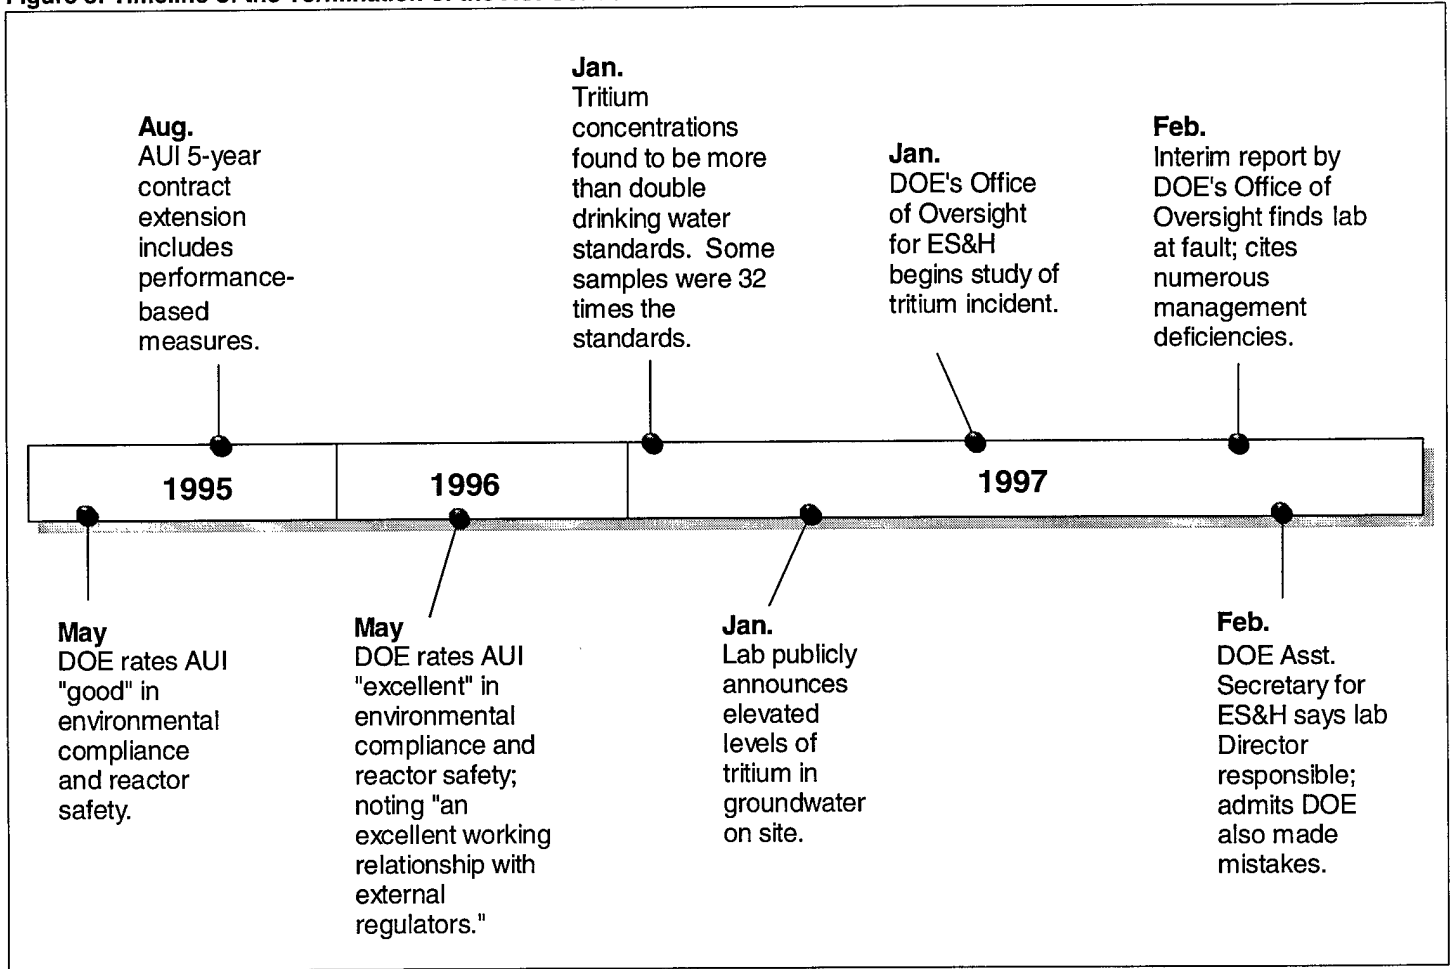 Aug.
AUI 5-year
contract
extension
includes
performance-
based
measures.
Jan.
Tritium
concentrations
found to be more
than double
drinking water
standards. Some
samples were 32
times the
standards.
Jan.
DOE's Office
of Oversight
for ES&H
begins study of
tritium incident.
Feb.
Interim report by
DOE's Office of
Oversight finds lab
at fault; cites
numerous
management
deficiencies.
1995
1996
1997
May
DOE rates AUI
"good" in
environmental
compliance
and reactor
safety.
May
DOE rates AUI
"excellent" in
environmental
compliance and
reactor safety;
noting "an
excellent working
relationship with
external
regulators."
Jan.
Lab publicly
announces
elevated
levels of
tritium in
groundwater
on site.
Feb.
DOE Asst.
Secretary for
ES&H says lab
Director
responsible;
admits DOE
also made
mistakes.